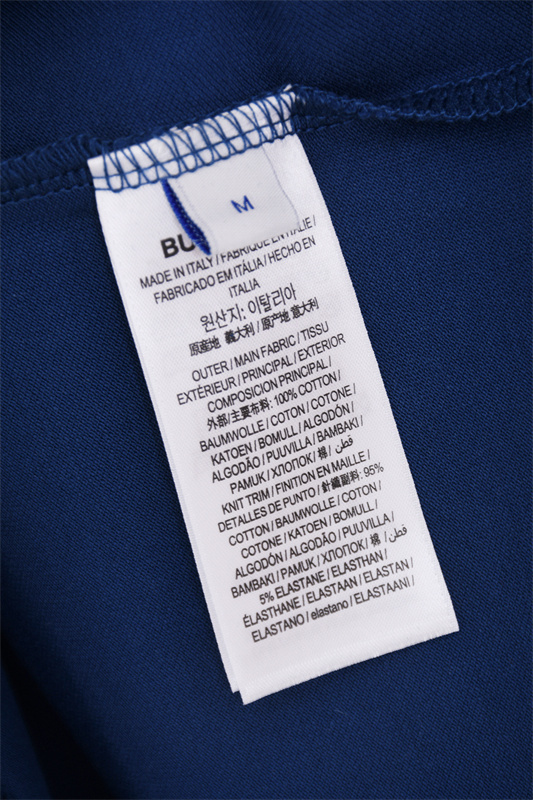 M
BU
MADE IN ITALY / FABRIQUÉ EN ITALIE /
FABRICADO EM ITÁLIA / HECHO EN
ITALIA
원산지: 이탈리아
原産地 義大利 / 原产地 意大利
OUTER / MAIN FABRIC / TISSU
EXTÉRIEUR / PRINCIPAL / EXTERIOR
COMPOSICION PRINCIPAL /
外部/主要布料: 100% COTTON /
BAUMWOLLE / COTON / COTONE /
KATOEN / BOMULL / ALGODÓN /
ALGODÃO / PUUVILLA / BAMBAKI /
PAMUK / ХЛОПОК / 棉 / قطن
KNIT TRIM / FINITION EN MAILLE /
DETALLES DE PUNTO / 針織副料: 95%
COTTON / BAUMWOLLE / COTON /
COTONE / KATOEN / BOMULL /
ALGODÓN / ALGODÃO / PUUVILLA /
BAMBAKI / PAMUK / ХЛОПОК / 棉 / قطن
5% ELASTANE / ELASTHAN /
ÉLASTHANE / ELASTAAN / ELASTAN /
ELASTANO / elastano / ELASTAANI /